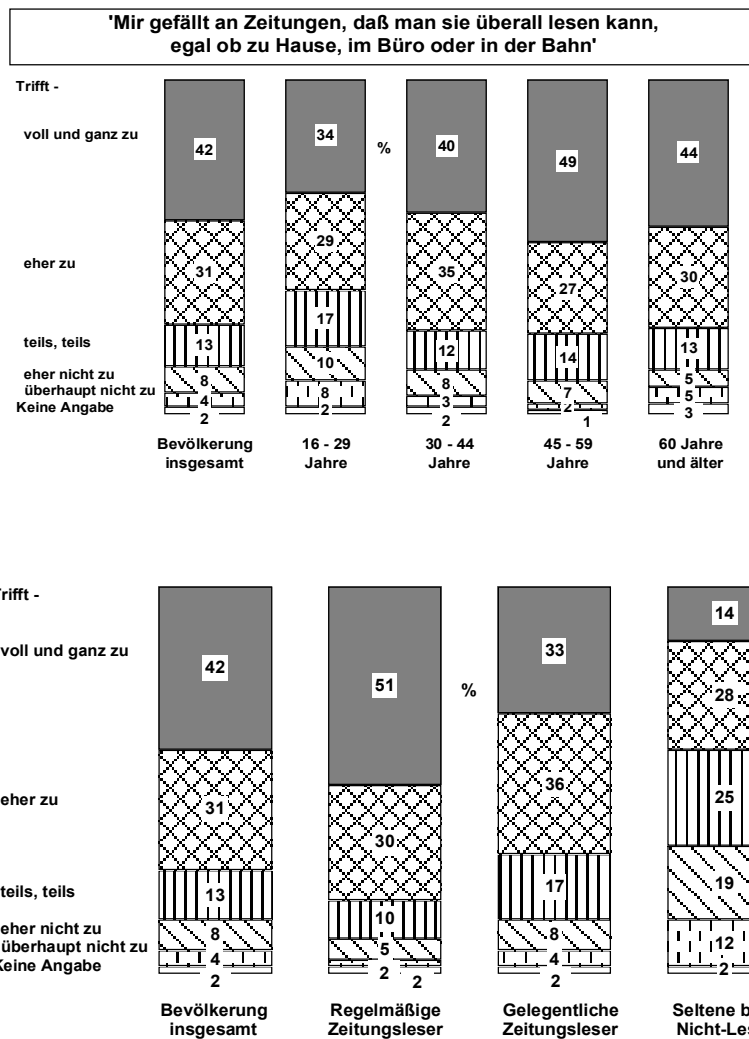 'Mir gefällt an Zeitungen, daß man sie überall lesen kann,
egal ob zu Hause, im Büro oder in der Bahn'
Trifft -
voll und ganz zu
eher zu
teils, teils
eher nicht zu
überhaupt nicht zu
Keine Angabe
%
42
31
13
8
4
2
Bevölkerung
insgesamt
34
29
17
10
8
2
16 - 29
Jahre
40
35
12
8
3
2
30 - 44
Jahre
49
27
14
7
2
1
45 - 59
Jahre
44
30
13
5
5
3
60 Jahre
und älter
Trifft -
voll und ganz zu
eher zu
teils, teils
eher nicht zu
überhaupt nicht zu
Keine Angabe
%
42
31
13
8
4
2
Bevölkerung
insgesamt
51
30
10
5
2
2
Regelmäßige
Zeitungsleser
33
36
17
8
4
2
Gelegentliche
Zeitungsleser
14
28
25
19
12
2
Seltene b
Nicht-Les